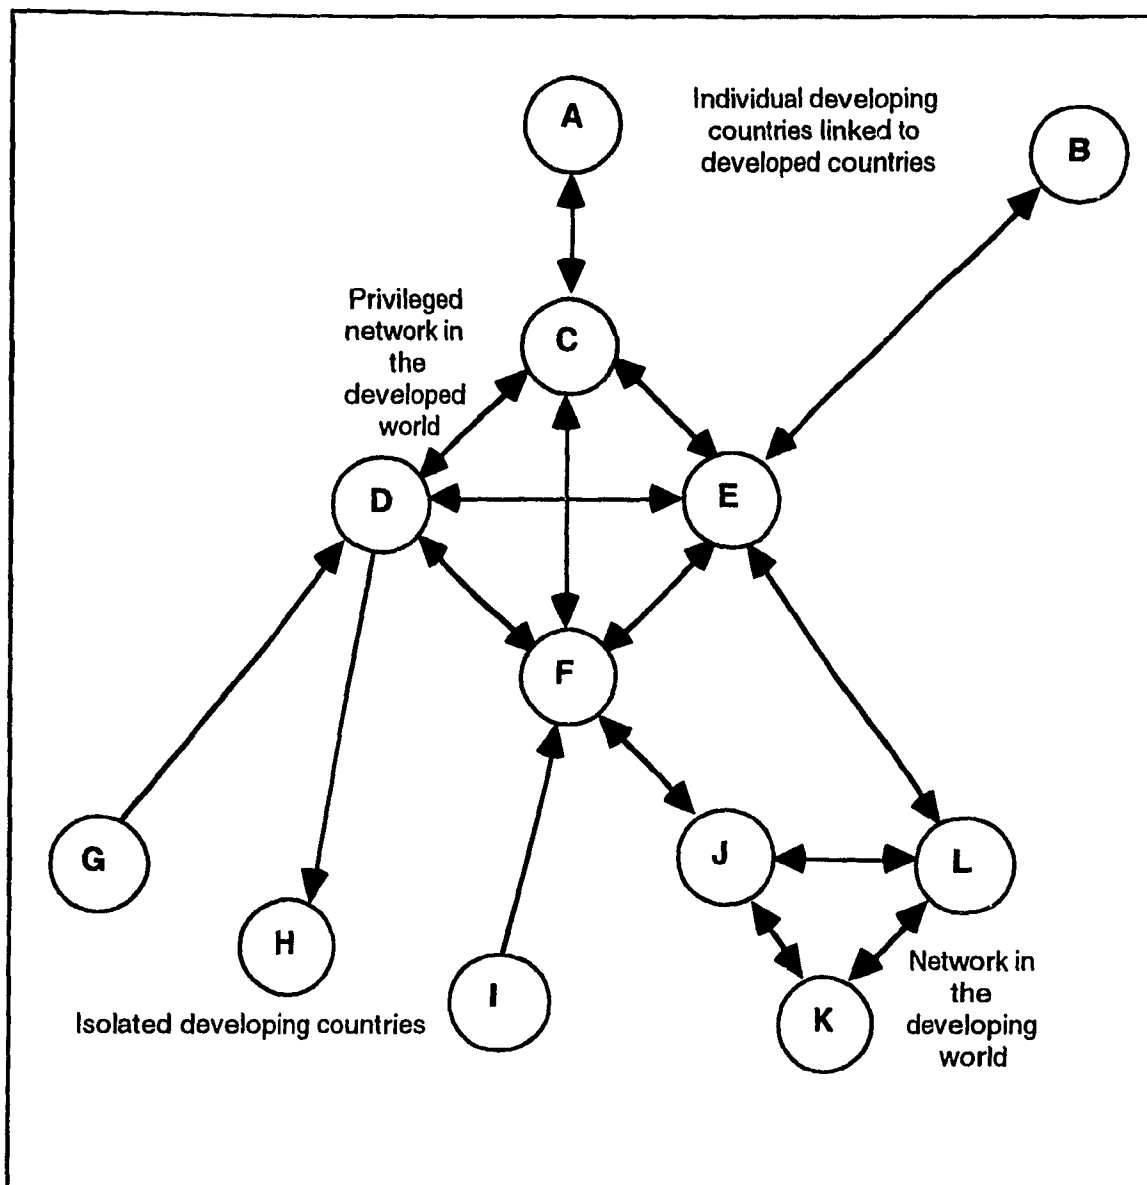 A
Individual developing
countries linked to
developed countries
B
Privileged
network in
the
developed
world
C
D
E
F
G
H
I
J
L
K
Isolated developing countries
Network in
the
developing
world